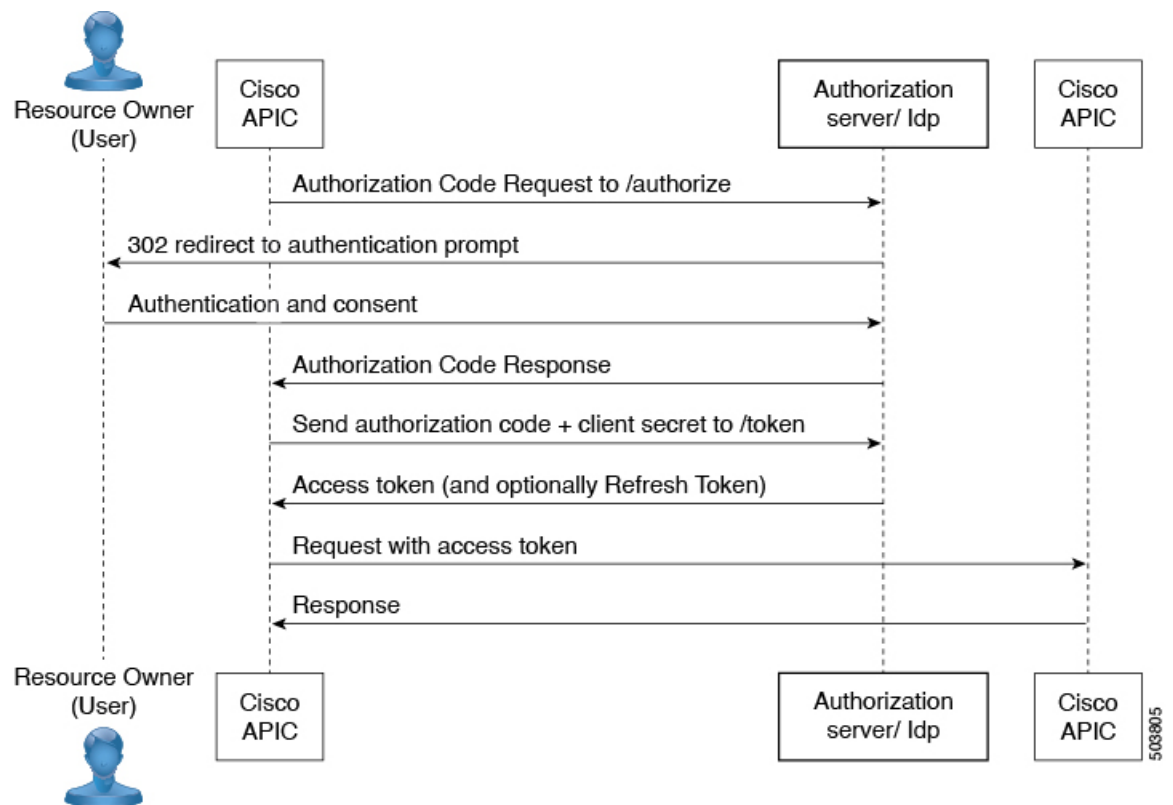 Resource Owner
(User)
Cisco
APIC
Authorization
server/ Idp
Cisco
APIC
Authorization Code Request to /authorize
302 redirect to authentication prompt
Authentication and consent
Authorization Code Response
Send authorization code + client secret to /token
Access token (and optionally Refresh Token)
Request with access token
Response
Resource Owner
(User)
Cisco
APIC
Authorization
server/ Idp
Cisco
APIC
503805